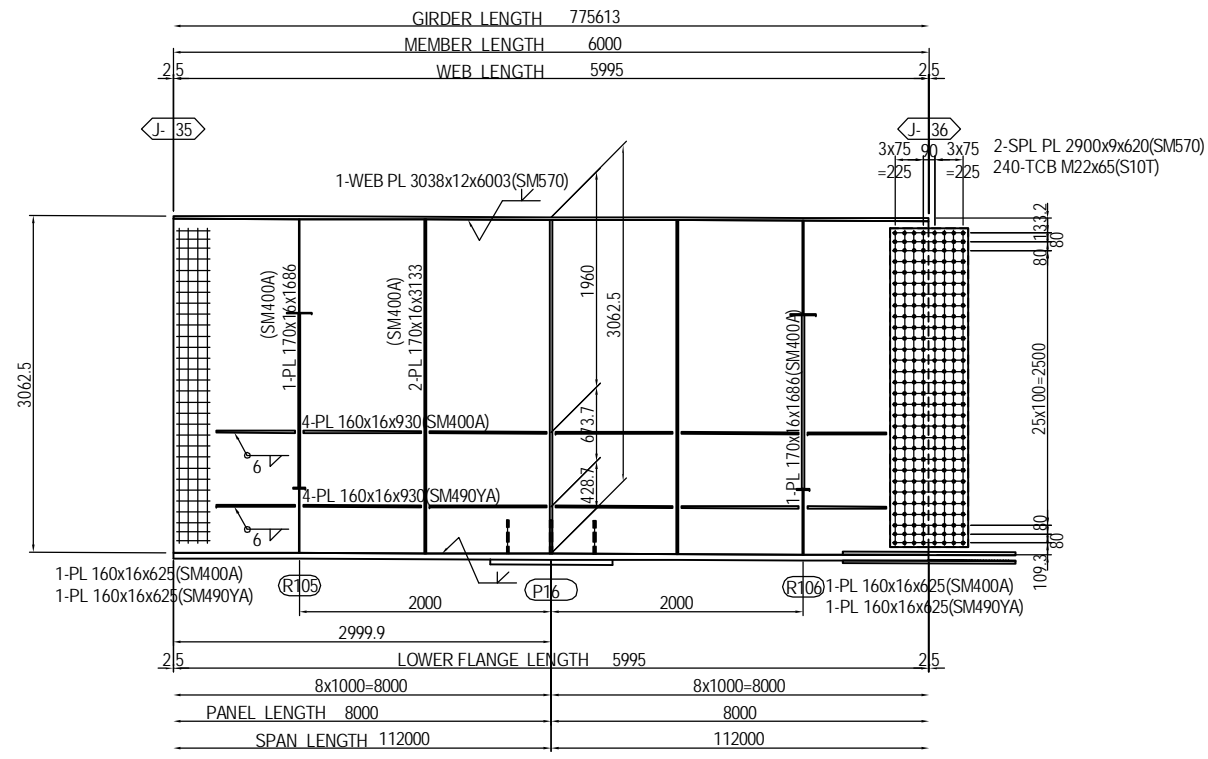 GIRDER LENGTH 775613
MEMBER LENGTH 6000
2.5 WEB LENGTH 5995 2.5
J- 35
J- 36
3x75 90 3x75
=225 =225
2-SPL PL 2900x9x620(SM570)
240-TCB M22x65(S10T)
1-WEB PL 3038x12x6003(SM570)
133.2
80
80
3062.5
1-PL 170x16x1686
(SM400A)
2-PL 170x16x3133
(SM400A)
1960
3062.5
673.7
428.7
1-PL 170x16x1686(SM400A)
25x100=2500
4-PL 160x16x930(SM400A)
6
4-PL 160x16x930(SM490YA)
6
80
80
109.3
1-PL 160x16x625(SM400A)
1-PL 160x16x625(SM490YA)
R105
P16
R106
1-PL 160x16x625(SM400A)
1-PL 160x16x625(SM490YA)
2000 2000
2999.9
2.5 LOWER FLANGE LENGTH 5995 2.5
8x1000=8000 8x1000=8000
PANEL LENGTH 8000 8000
SPAN LENGTH 112000 112000